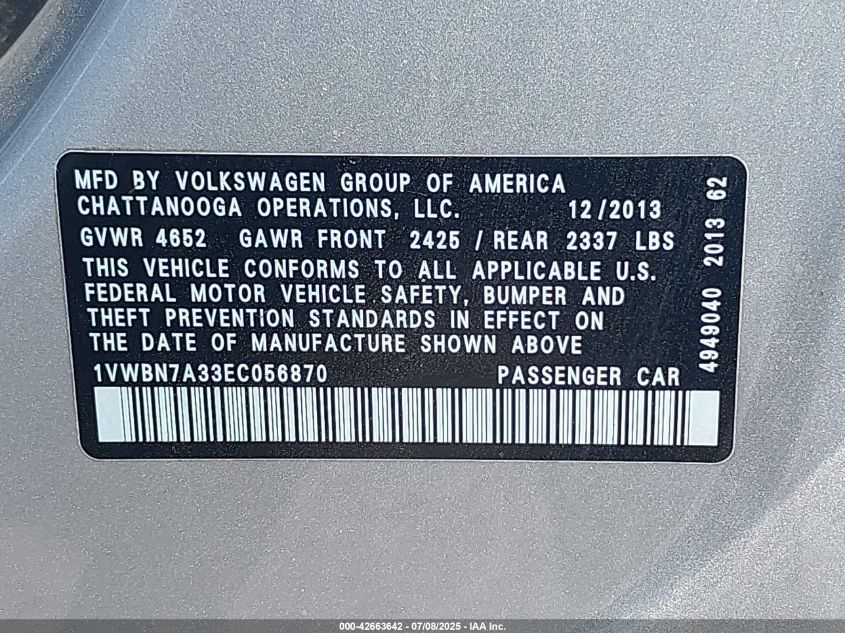 MFD BY VOLKSWAGEN GROUP OF AMERICA
CHATTANOOGA OPERATIONS, LLC. 12/2013
GVWR 4652 GAWR FRONT 2425 / REAR 2337 LBS
THIS VEHICLE CONFORMS TO ALL APPLICABLE U.S.
FEDERAL MOTOR VEHICLE SAFETY, BUMPER AND
THEFT PREVENTION STANDARDS IN EFFECT ON
THE DATE OF MANUFACTURE SHOWN ABOVE
1VWBN7A33EC056870 PASSENGER CAR
4949040 2013 62
000-42663642 - 07/08/2025 - IAA Inc.